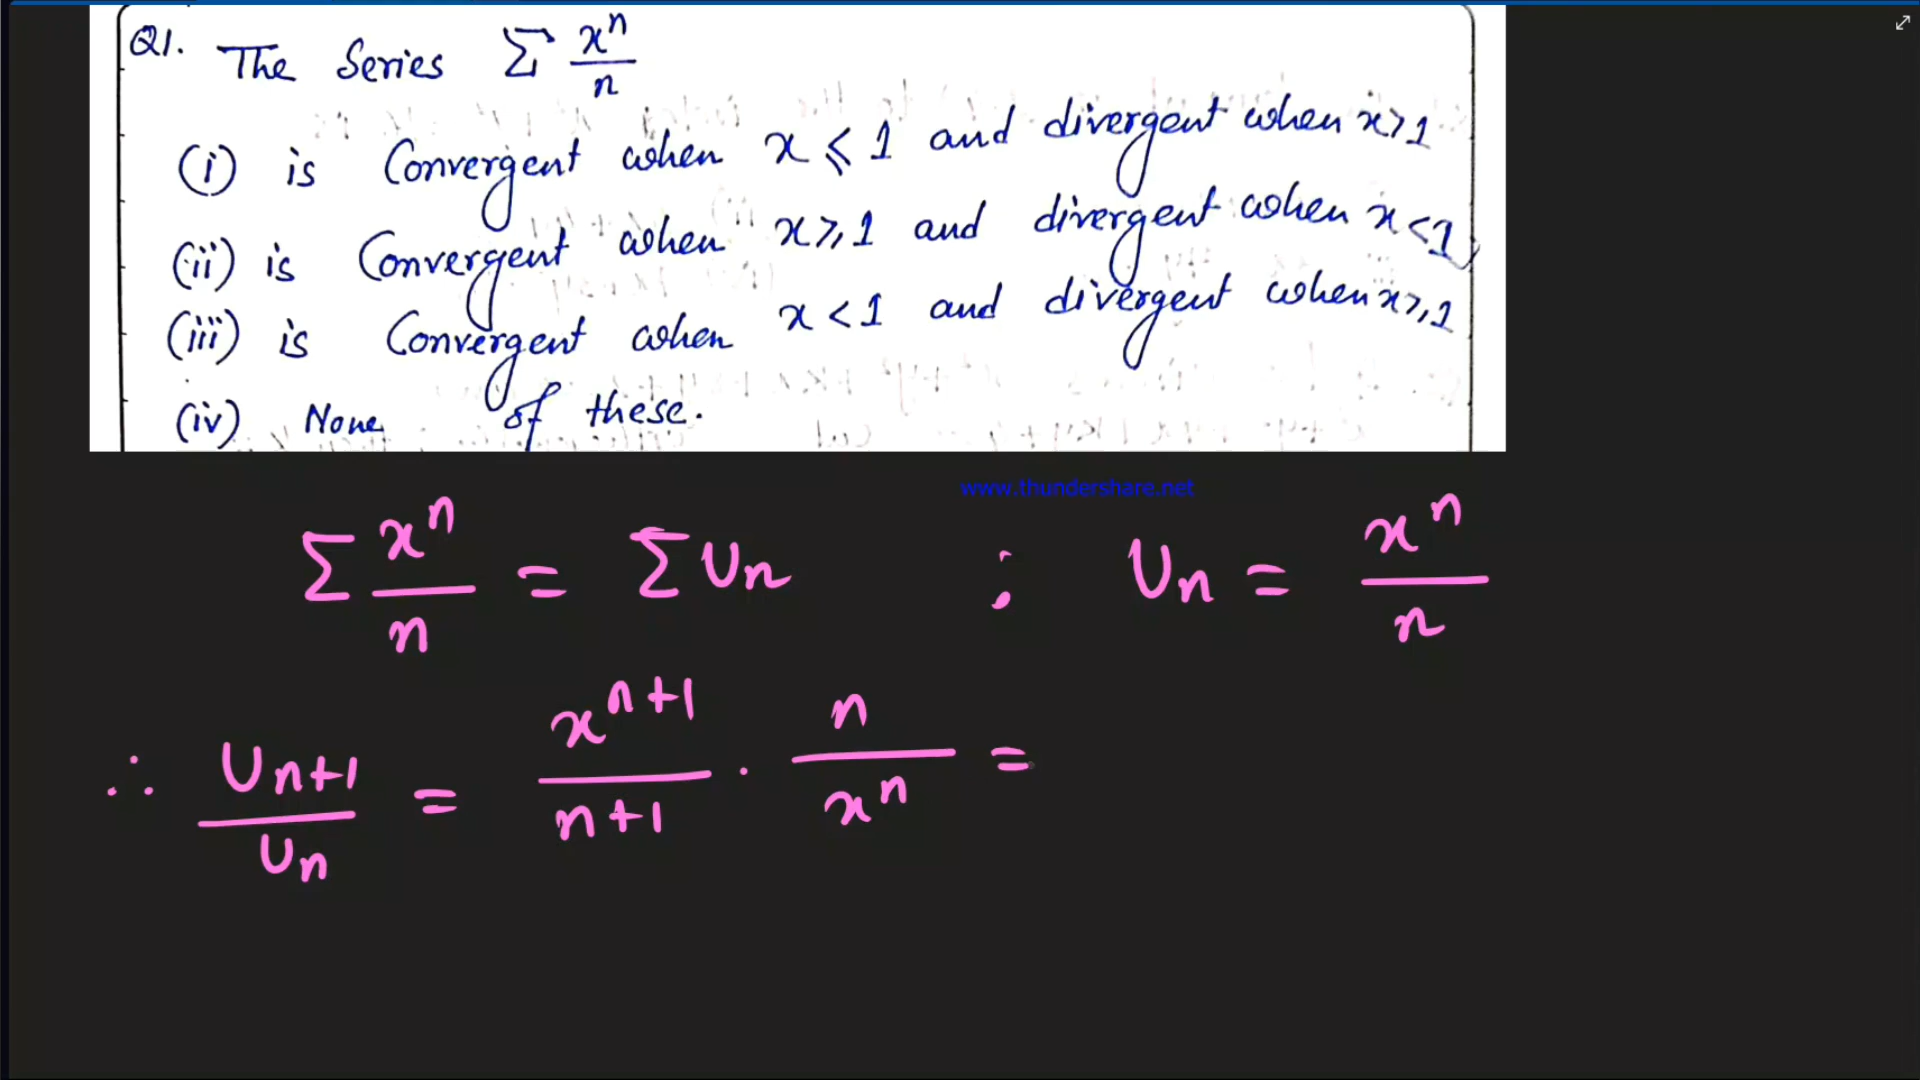 Q1. The Series Σ xⁿ/n
(i) is Convergent when x ⩽ 1 and divergent when x>1
(ii) is Convergent when x⩾1 and divergent when x<1
(iii) is Convergent when x<1 and divergent when x⩾1
(iv) None of these.
www.thundershare.net
Σ xⁿ/n = Σ Un ; Un = xⁿ/n
∴ Un+1/Un = xⁿ⁺¹/n+1 · n/xⁿ =